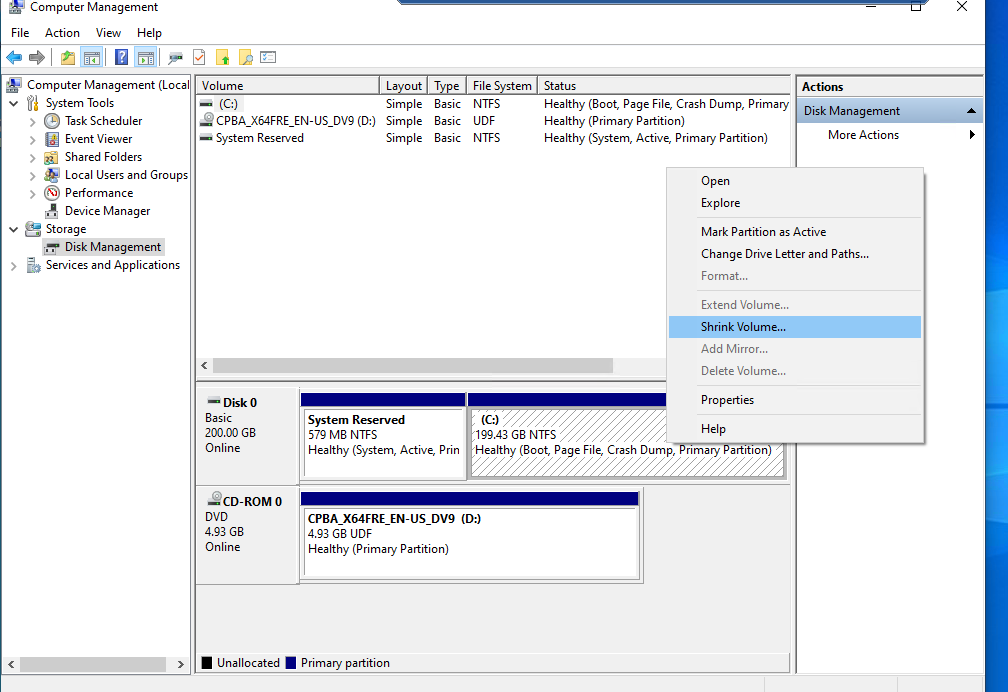 Computer Management
File Action View Help
Computer Management (Local
System Tools
Task Scheduler
Event Viewer
Shared Folders
Local Users and Groups
Performance
Device Manager
Storage
Disk Management
Services and Applications
Volume Layout Type File System Status
(C:) Simple Basic NTFS Healthy (Boot, Page File, Crash Dump, Primary
CPBA_X64FRE_EN-US_DV9 (D:) Simple Basic UDF Healthy (Primary Partition)
System Reserved Simple Basic NTFS Healthy (System, Active, Primary Partition)
Actions
Disk Management
More Actions
Open
Explore
Mark Partition as Active
Change Drive Letter and Paths...
Format...
Extend Volume...
Shrink Volume...
Add Mirror...
Delete Volume...
Properties
Help
Disk 0
Basic
200.00 GB
Online
System Reserved
579 MB NTFS
Healthy (System, Active, Prin
(C:)
199.43 GB NTFS
Healthy (Boot, Page File, Crash Dump, Primary Partition)
CD-ROM 0
DVD
4.93 GB
Online
CPBA_X64FRE_EN-US_DV9 (D:)
4.93 GB UDF
Healthy (Primary Partition)
Unallocated Primary partition